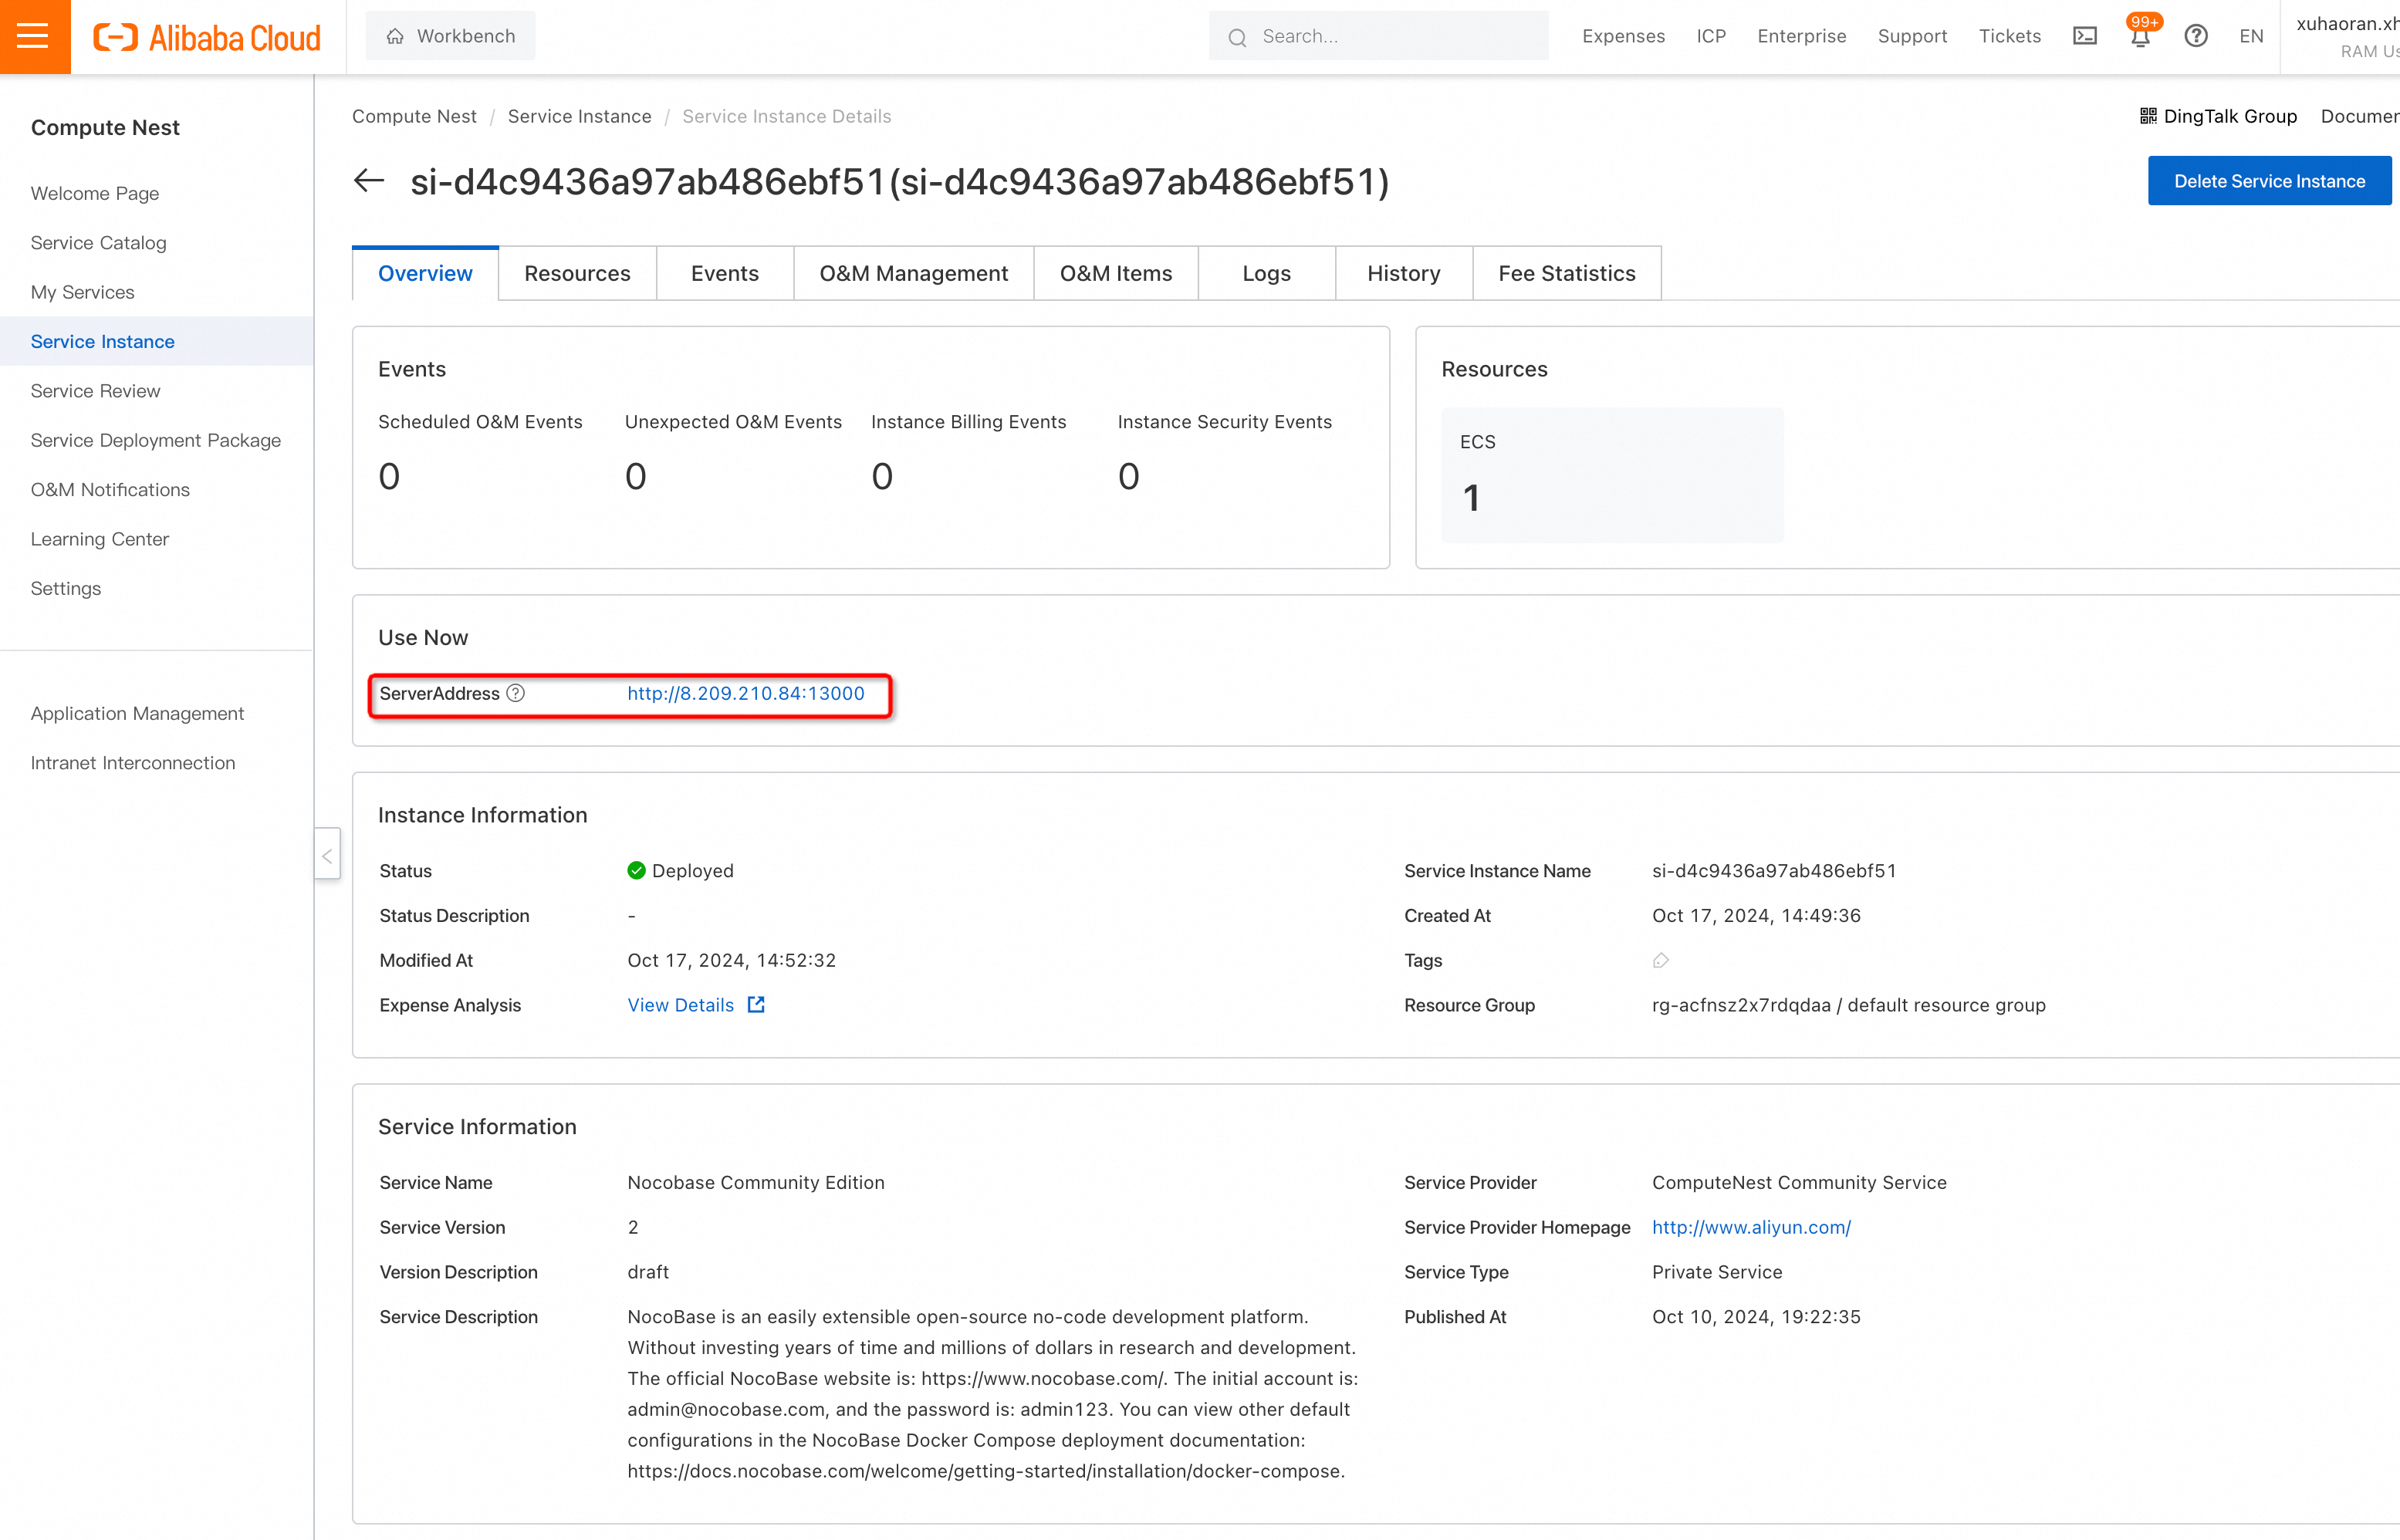 Alibaba Cloud
Workbench
Search...
Expenses
ICP
Enterprise
Support
Tickets
99+
EN
xuhaoran.xh
RAM Us
Compute Nest
Welcome Page
Service Catalog
My Services
Service Instance
Service Review
Service Deployment Package
O&M Notifications
Learning Center
Settings
Application Management
Intranet Interconnection
Compute Nest / Service Instance / Service Instance Details
DingTalk Group
Documen
si-d4c9436a97ab486ebf51(si-d4c9436a97ab486ebf51)
Delete Service Instance
Overview
Resources
Events
O&M Management
O&M Items
Logs
History
Fee Statistics
Events
Scheduled O&M Events
0
Unexpected O&M Events
0
Instance Billing Events
0
Instance Security Events
0
Resources
ECS
1
Use Now
ServerAddress ? http://8.209.210.84:13000
Instance Information
Status Deployed
Service Instance Name si-d4c9436a97ab486ebf51
Status Description -
Created At Oct 17, 2024, 14:49:36
Modified At Oct 17, 2024, 14:52:32
Tags
Expense Analysis View Details
Resource Group rg-acfnsz2x7rdqdaa / default resource group
Service Information
Service Name Nocobase Community Edition
Service Provider ComputeNest Community Service
Service Version 2
Service Provider Homepage http://www.aliyun.com/
Version Description draft
Service Type Private Service
Service Description NocoBase is an easily extensible open-source no-code development platform.
Without investing years of time and millions of dollars in research and development.
The official NocoBase website is: https://www.nocobase.com/. The initial account is:
admin@nocobase.com, and the password is: admin123. You can view other default
configurations in the NocoBase Docker Compose deployment documentation:
https://docs.nocobase.com/welcome/getting-started/installation/docker-compose.
Published At Oct 10, 2024, 19:22:35